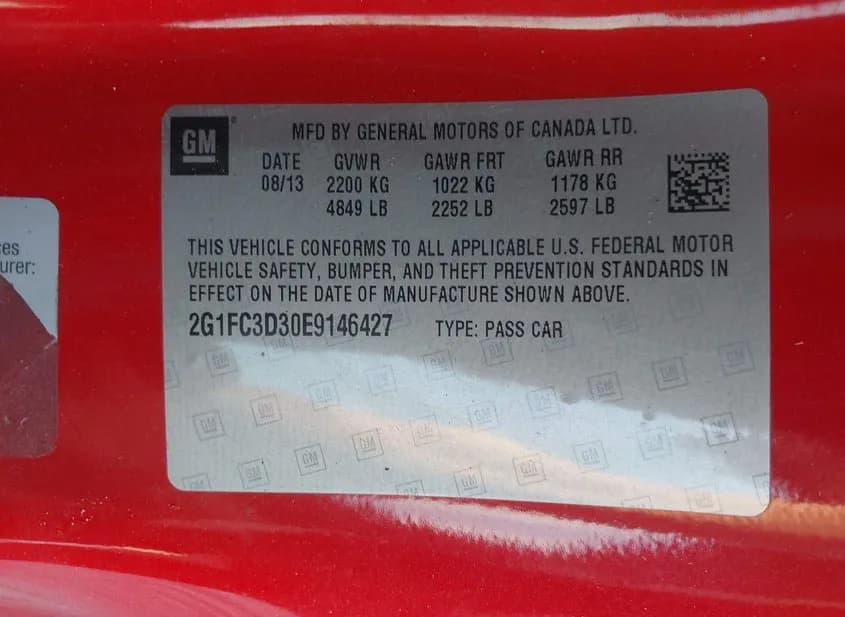 ces
urer:
GM
MFD BY GENERAL MOTORS OF CANADA LTD.
DATE GVWR GAWR FRT GAWR RR
08/13 2200 KG 1022 KG 1178 KG
4849 LB 2252 LB 2597 LB
THIS VEHICLE CONFORMS TO ALL APPLICABLE U.S. FEDERAL MOTOR
VEHICLE SAFETY, BUMPER, AND THEFT PREVENTION STANDARDS IN
EFFECT ON THE DATE OF MANUFACTURE SHOWN ABOVE.
2G1FC3D30E9146427 TYPE: PASS CAR